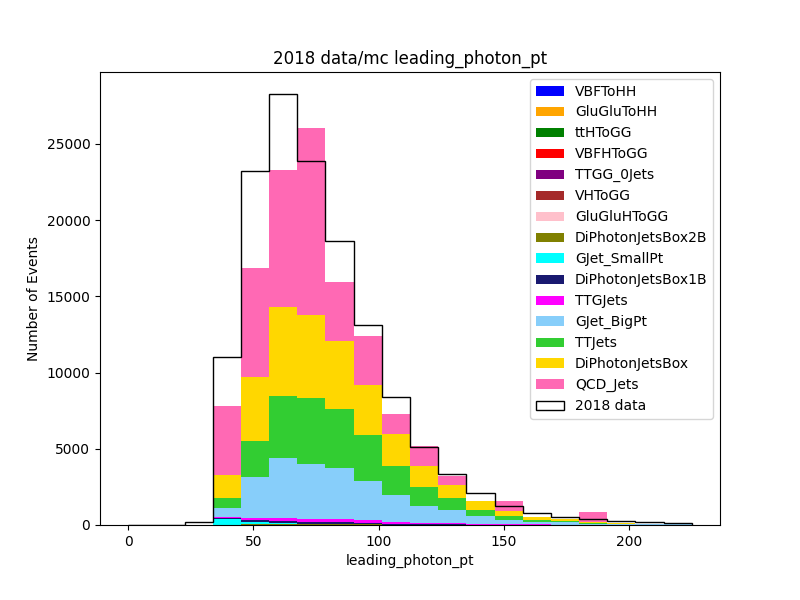 2018 data/mc leading_photon_pt
Number of Events
25000
20000
15000
10000
5000
0
0
50
100
150
200
leading_photon_pt
VBFToHH
GluGluToHH
ttHToGG
VBFHToGG
TTGG_0Jets
VHToGG
GluGluHToGG
DiPhotonJetsBox2B
GJet_SmallPt
DiPhotonJetsBox1B
TTGJets
GJet_BigPt
TTJets
DiPhotonJetsBox
QCD_Jets
2018 data